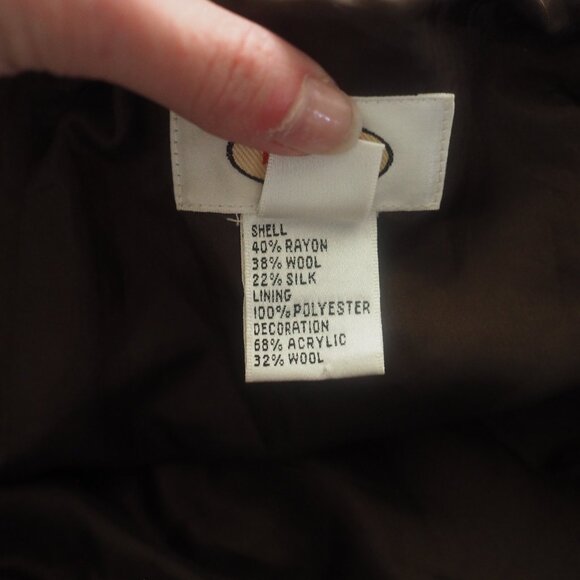 SHELL
40% RAYON
38% WOOL
22% SILK
LINING
100% POLYESTER
DECORATION
68% ACRYLIC
32% WOOL